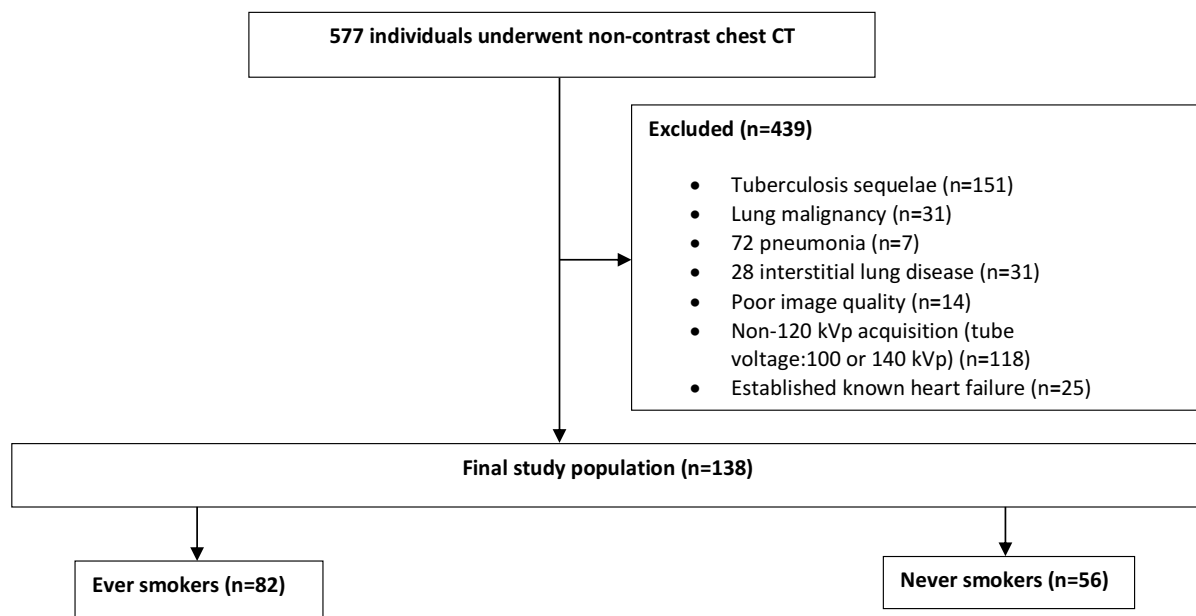 577 individuals underwent non-contrast chest CT
Excluded (n=439)
• Tuberculosis sequelae (n=151)
• Lung malignancy (n=31)
• 72 pneumonia (n=7)
• 28 interstitial lung disease (n=31)
• Poor image quality (n=14)
• Non-120 kVp acquisition (tube
voltage:100 or 140 kVp) (n=118)
• Established known heart failure (n=25)
Final study population (n=138)
Ever smokers (n=82)
Never smokers (n=56)